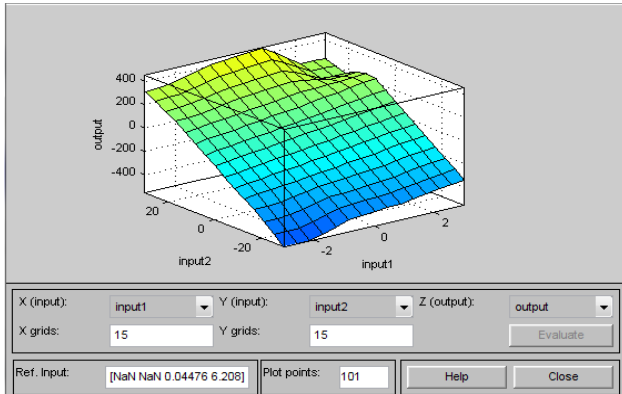 400
200
0
-200
-400
output
20
0
-20
input2
-2
0
2
input1
X (input):
input1
Y (input):
input2
Z (output):
output
X grids:
15
Y grids:
15
Evaluate
Ref. Input:
[NaN NaN 0.04476 6.208]
Plot points:
101
Help
Close